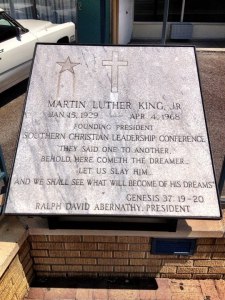 MARTIN LUTHER KING, JR.
JAN 15, 1929 — APR 4, 1968
FOUNDING PRESIDENT
SOUTHERN CHRISTIAN LEADERSHIP CONFERENCE
"THEY SAID ONE TO ANOTHER,
BEHOLD, HERE COMETH THE DREAMER...
LET US SLAY HIM...
AND WE SHALL SEE WHAT WILL BECOME OF HIS DREAMS"
GENESIS 37:19-20
RALPH DAVID ABERNATHY, PRESIDENT